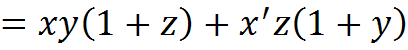 = xy(1 + z) + x′z(1 + y)